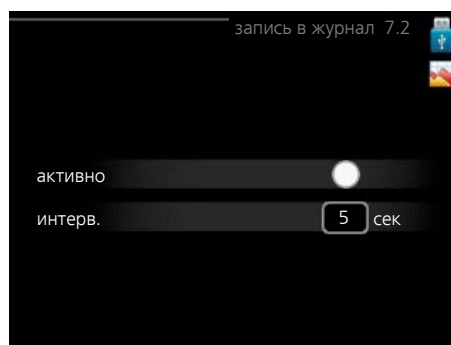 запись в журнал 7.2
активно
интерв. 5 сек